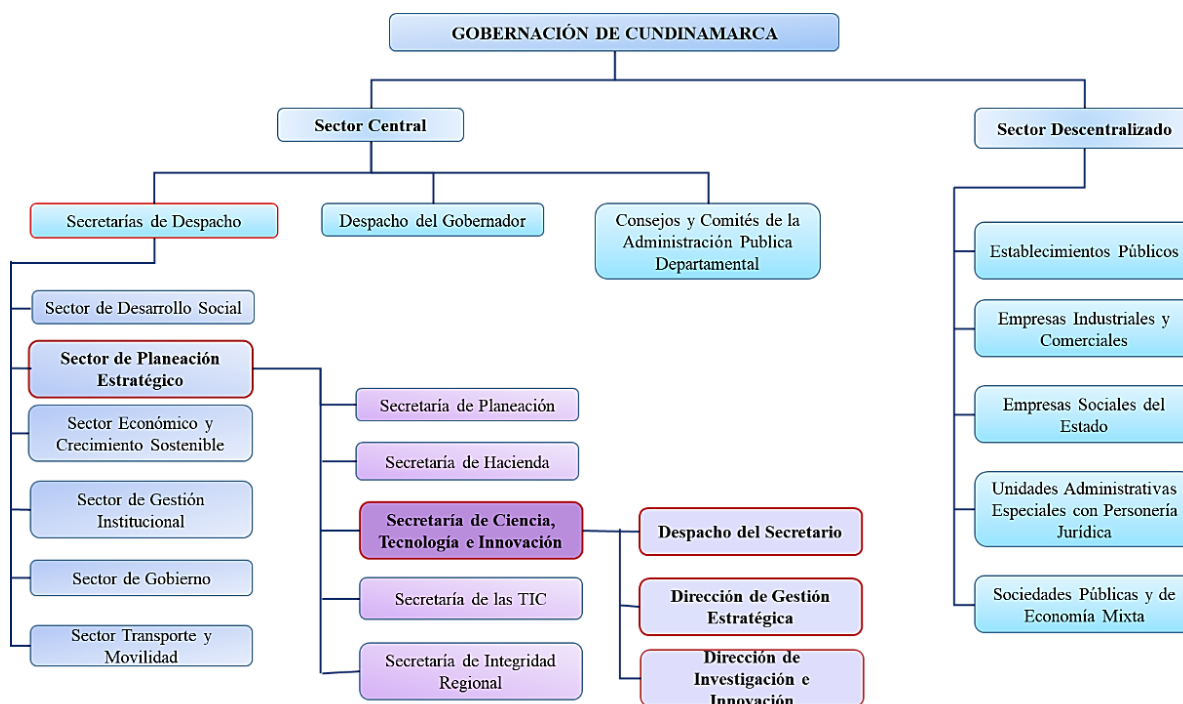 GOBERNACIÓN DE CUNDINAMARCA
Sector Central
Sector Descentralizado
Secretarías de Despacho
Despacho del Gobernador
Consejos y Comités de la
Administración Publica
Departamental
Sector de Desarrollo Social
Sector de Planeación
Estratégico
Sector Económico y
Crecimiento Sostenible
Sector de Gestión
Institucional
Sector de Gobierno
Sector Transporte y
Movilidad
Secretaría de Planeación
Secretaría de Hacienda
Secretaría de Ciencia,
Tecnología e Innovación
Secretaría de las TIC
Secretaría de Integridad
Regional
Despacho del Secretario
Dirección de Gestión
Estratégica
Dirección de
Investigación e
Innovación
Establecimientos Públicos
Empresas Industriales y
Comerciales
Empresas Sociales del
Estado
Unidades Administrativas
Especiales con Personería
Jurídica
Sociedades Públicas y de
Economía Mixta